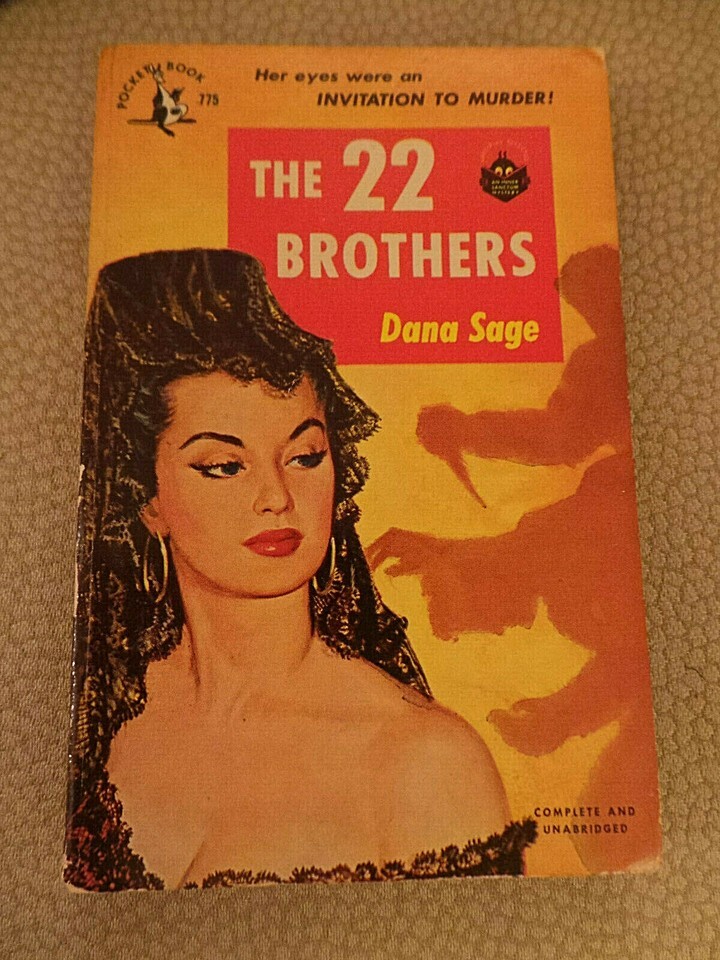 POCKET BOOK
775
Her eyes were an
INVITATION TO MURDER!
THE 22
BROTHERS
AN INNER
SANCTUM
MYSTERY
Dana Sage
COMPLETE AND
UNABRIDGED